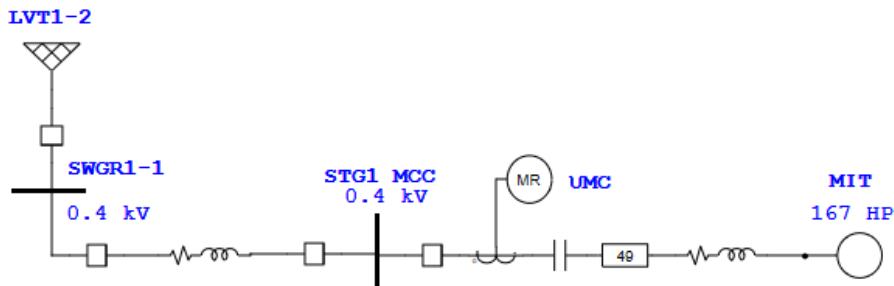 LVT1-2
SWGR1-1
0.4 kV
STG1 MCC
0.4 kV
MR
UMC
49
MIT
167 HP